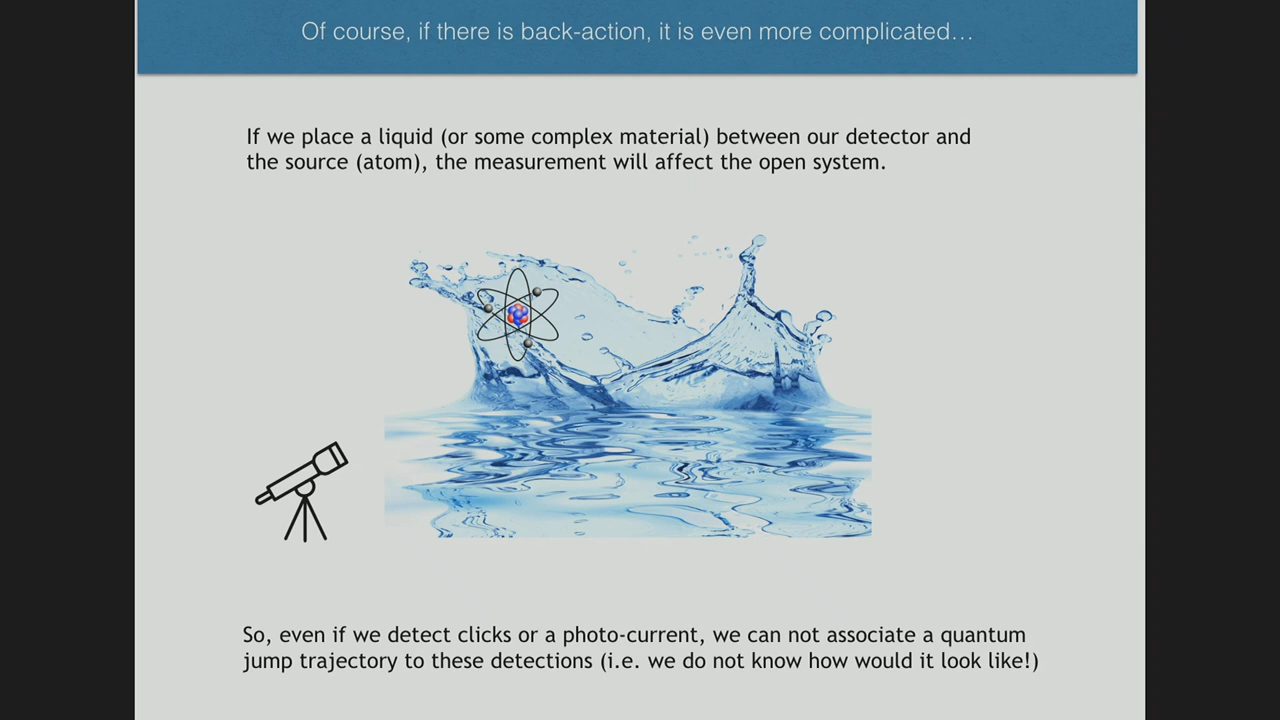 Of course, if there is back-action, it is even more complicated…
If we place a liquid (or some complex material) between our detector and
the source (atom), the measurement will affect the open system.
So, even if we detect clicks or a photo-current, we can not associate a quantum
jump trajectory to these detections (i.e. we do not know how would it look like!)